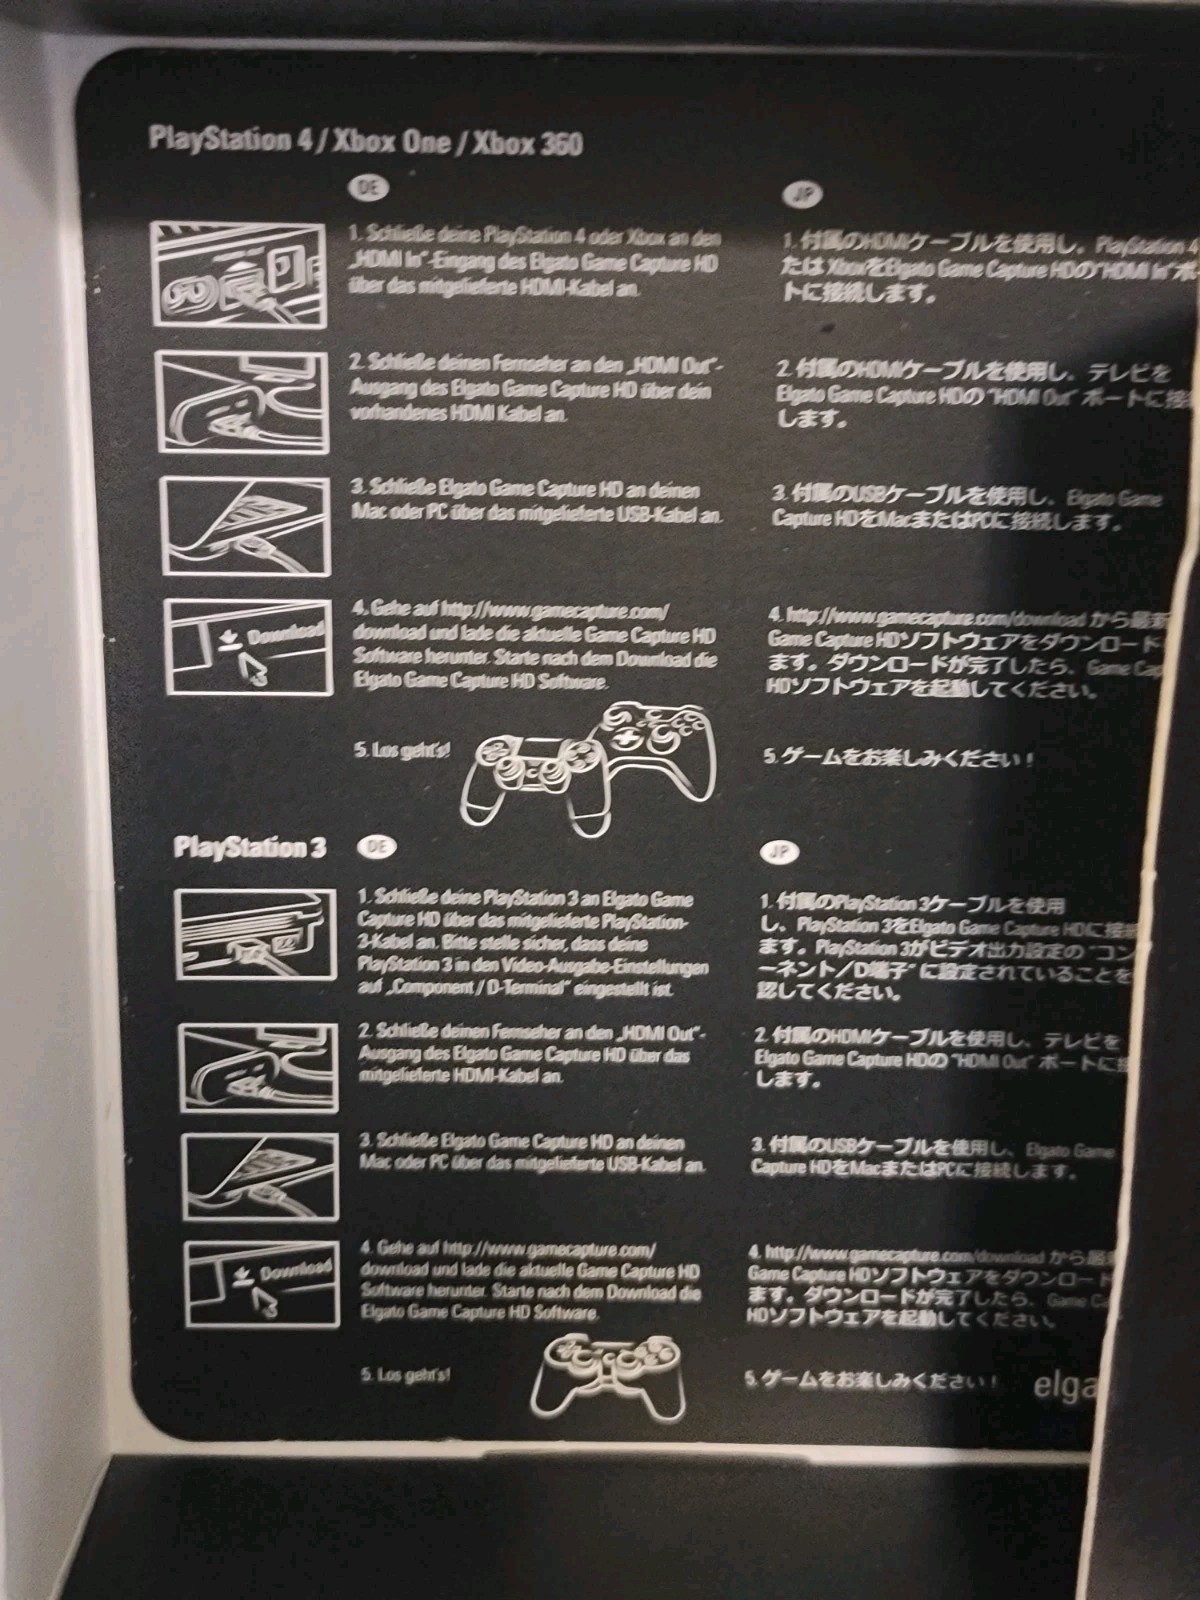 PlayStation 4 / Xbox One / Xbox 360
DE
1. Schließe deine PlayStation 4 oder Xbox an den
„HDMI In“-Eingang des Elgato Game Capture HD
über das mitgelieferte HDMI-Kabel an.
2. Schließe deinen Fernseher an den „HDMI Out“-
Ausgang des Elgato Game Capture HD über dein
vorhandenes HDMI Kabel an.
3. Schließe Elgato Game Capture HD an deinen
Mac oder PC über das mitgelieferte USB-Kabel an.
Download
4. Gehe auf http://www.gamecapture.com/
download und lade die aktuelle Game Capture HD
Software herunter. Starte nach dem Download die
Elgato Game Capture HD Software.
5. Los geht's!
JP
1. 付属のHDMIケーブルを使用し、PlayStation 4
たは XboxをElgato Game Capture HDの"HDMI In"ポ
トに接続します。
2. 付属のHDMIケーブルを使用し、テレビを
Elgato Game Capture HDの "HDMI Out" ポートに接
します。
3. 付属のUSBケーブルを使用し、Elgato Game
Capture HDをMacまたはPCに接続します。
4. http://www.gamecapture.com/download から最新
Game Capture HDソフトウェアをダウンロード
ます。ダウンロードが完了したら、Game Cap
HDソフトウェアを起動してください。
5. ゲームをお楽しみください！
PlayStation 3
DE
1. Schließe deine PlayStation 3 an Elgato Game
Capture HD über das mitgelieferte PlayStation-
3-Kabel an. Bitte stelle sicher, dass deine
PlayStation 3 in den Video-Ausgabe-Einstellungen
auf „Component / D-Terminal“ eingestellt ist.
2. Schließe deinen Fernseher an den „HDMI Out“-
Ausgang des Elgato Game Capture HD über das
mitgelieferte HDMI-Kabel an.
3. Schließe Elgato Game Capture HD an deinen
Mac oder PC über das mitgelieferte USB-Kabel an.
Download
4. Gehe auf http://www.gamecapture.com/
download und lade die aktuelle Game Capture HD
Software herunter. Starte nach dem Download die
Elgato Game Capture HD Software.
5. Los geht's!
JP
1. 付属のPlayStation 3ケーブルを使用
し、PlayStation 3をElgato Game Capture HDに接続
ます。PlayStation 3がビデオ出力設定の "コン
ーネント／D端子" に設定されていることを
認してください。
2. 付属のHDMIケーブルを使用し、テレビを
Elgato Game Capture HDの "HDMI Out" ポートに接
します。
3. 付属のUSBケーブルを使用し、Elgato Game
Capture HDをMacまたはPCに接続します。
4. http://www.gamecapture.com/download から最新
Game Capture HDソフトウェアをダウンロード
ます。ダウンロードが完了したら、Game Ca
HDソフトウェアを起動してください。
5. ゲームをお楽しみください！
elga